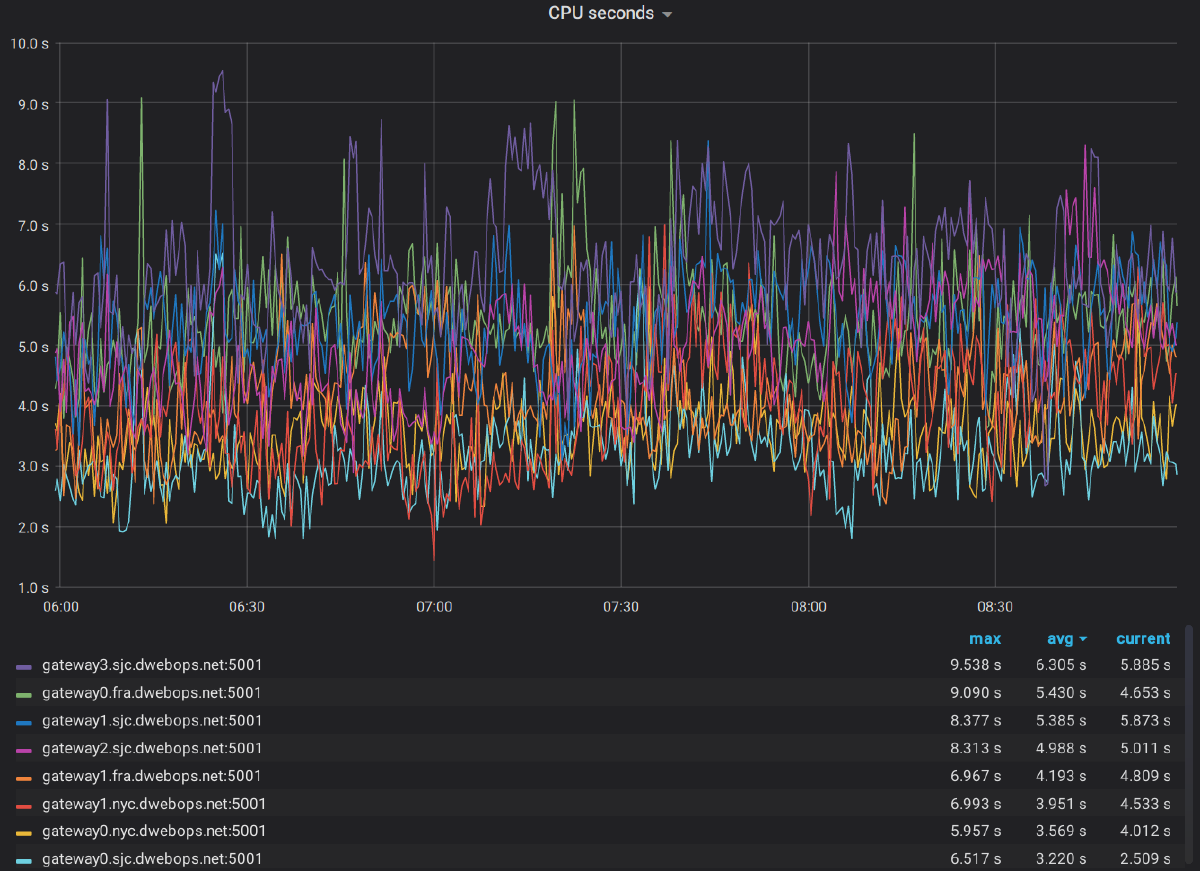 CPU seconds
10.0 s
9.0 s
8.0 s
7.0 s
6.0 s
5.0 s
4.0 s
3.0 s
2.0 s
1.0 s
06:00 06:30 07:00 07:30 08:00 08:30
max avg current
gateway3.sjc.dwebops.net:5001 9.538 s 6.305 s 5.885 s
gateway0.fra.dwebops.net:5001 9.090 s 5.430 s 4.653 s
gateway1.sjc.dwebops.net:5001 8.377 s 5.385 s 5.873 s
gateway2.sjc.dwebops.net:5001 8.313 s 4.988 s 5.011 s
gateway1.fra.dwebops.net:5001 6.967 s 4.193 s 4.809 s
gateway1.nyc.dwebops.net:5001 6.993 s 3.951 s 4.533 s
gateway0.nyc.dwebops.net:5001 5.957 s 3.569 s 4.012 s
gateway0.sjc.dwebops.net:5001 6.517 s 3.220 s 2.509 s